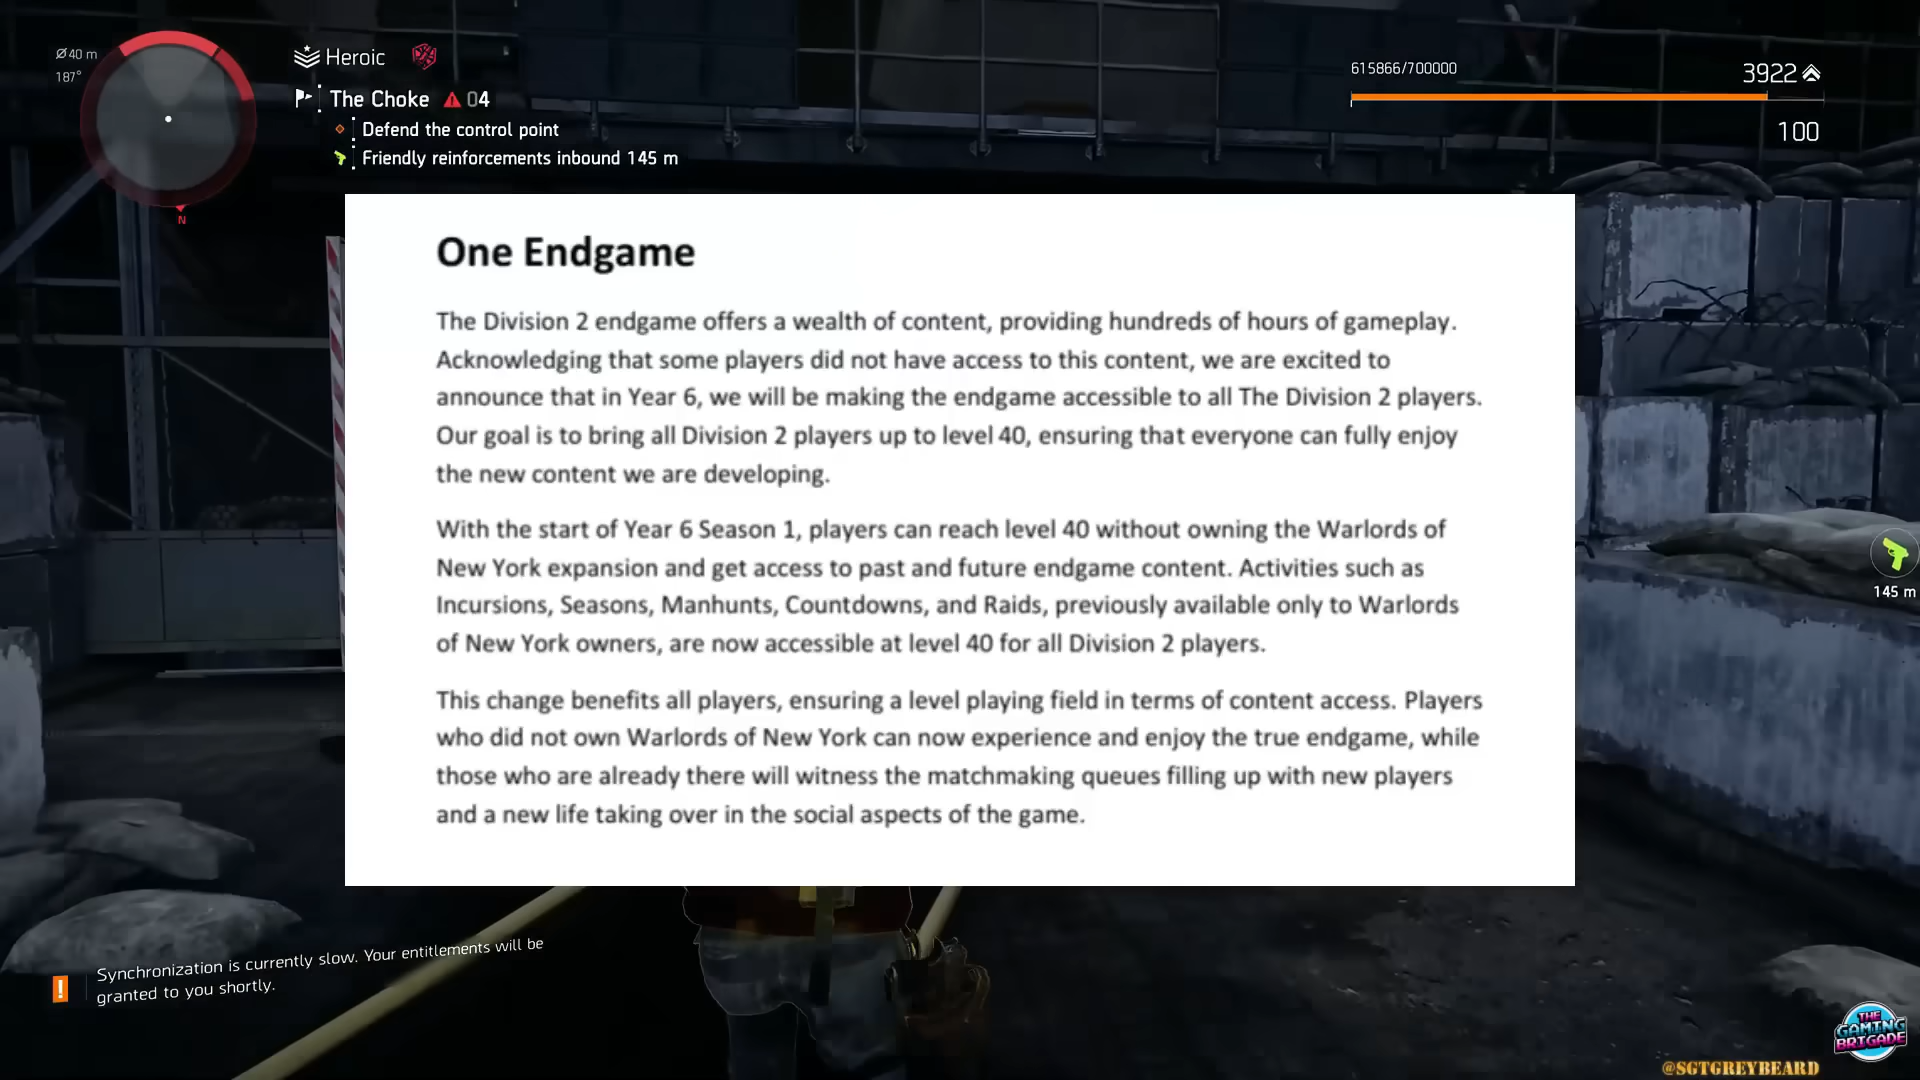 Ø40 m
187°
N
Heroic
The Choke 04
Defend the control point
Friendly reinforcements inbound 145 m
615866/700000
3922
100
One Endgame
The Division 2 endgame offers a wealth of content, providing hundreds of hours of gameplay.
Acknowledging that some players did not have access to this content, we are excited to
announce that in Year 6, we will be making the endgame accessible to all The Division 2 players.
Our goal is to bring all Division 2 players up to level 40, ensuring that everyone can fully enjoy
the new content we are developing.
With the start of Year 6 Season 1, players can reach level 40 without owning the Warlords of
New York expansion and get access to past and future endgame content. Activities such as
Incursions, Seasons, Manhunts, Countdowns, and Raids, previously available only to Warlords
of New York owners, are now accessible at level 40 for all Division 2 players.
This change benefits all players, ensuring a level playing field in terms of content access. Players
who did not own Warlords of New York can now experience and enjoy the true endgame, while
those who are already there will witness the matchmaking queues filling up with new players
and a new life taking over in the social aspects of the game.
145 m
Synchronization is currently slow. Your entitlements will be
granted to you shortly.
THE
GAMING
BRIGADE
@SGTGREYBEARD